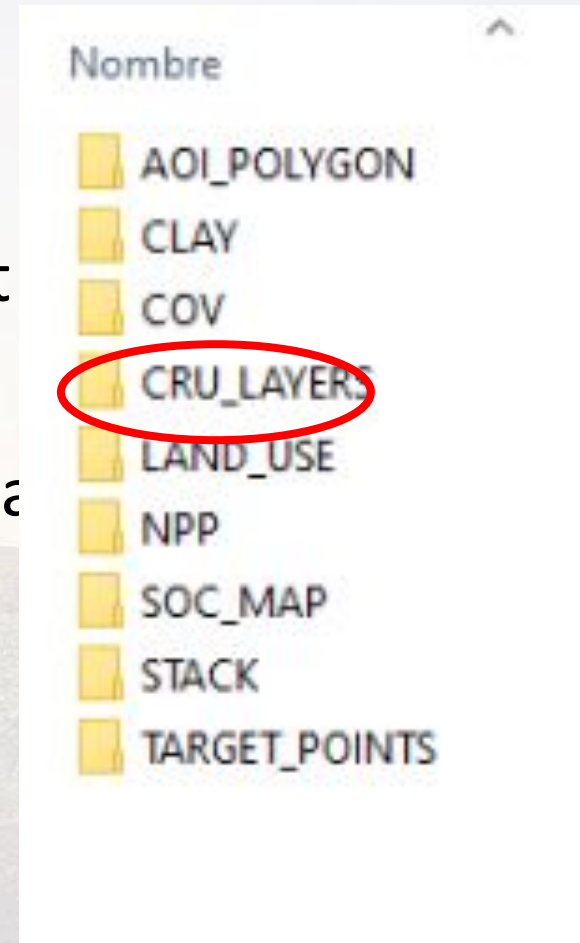 Nombre
AOI_POLYGON
CLAY
t
COV
CRU_LAYERS
LAND_USE
a
NPP
SOC_MAP
STACK
TARGET_POINTS